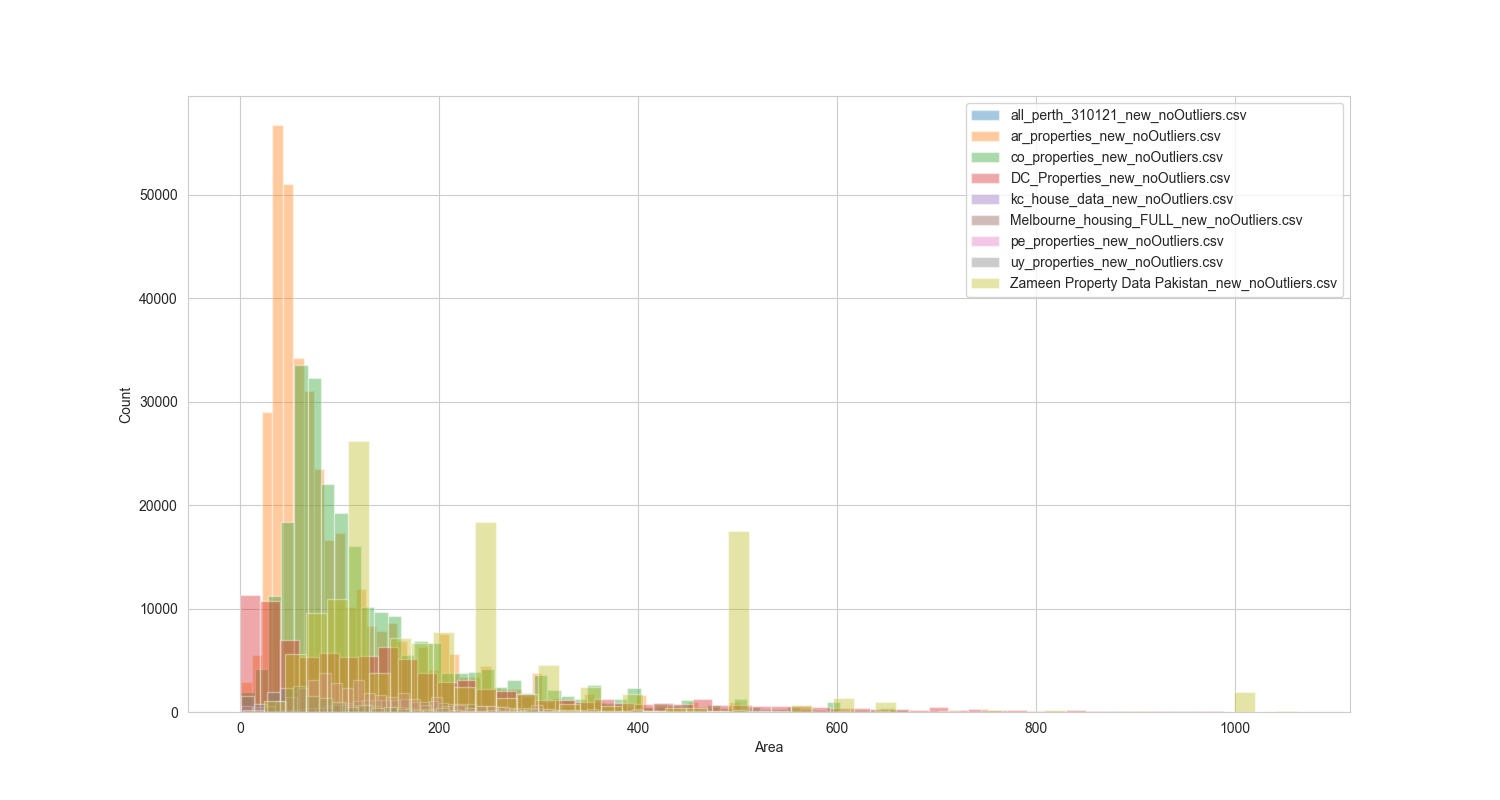 all_perth_310121_new_noOutliers.csv
ar_properties_new_noOutliers.csv
co_properties_new_noOutliers.csv
DC_Properties_new_noOutliers.csv
kc_house_data_new_noOutliers.csv
Melbourne_housing_FULL_new_noOutliers.csv
pe_properties_new_noOutliers.csv
uy_properties_new_noOutliers.csv
Zameen Property Data Pakistan_new_noOutliers.csv
50000
40000
30000
20000
10000
0
Count
0 200 400 600 800 1000
Area